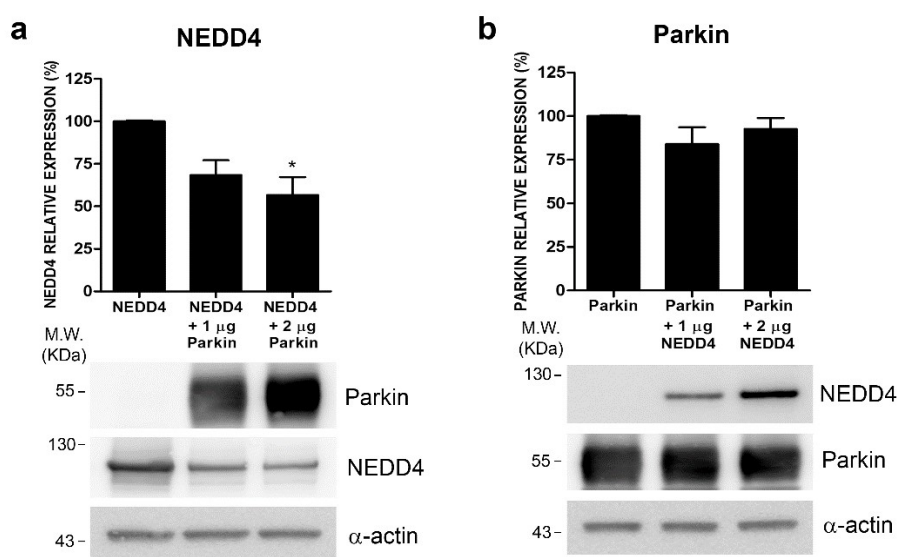 a
NEDD4
NEDD4 RELATIVE EXPRESSION (%)
125
100
75
50
25
0
NEDD4
NEDD4
+ 1 µg
Parkin
NEDD4
+ 2 µg
Parkin
M.W.
(KDa)
55
Parkin
130
NEDD4
43
α-actin
*
b
Parkin
PARKIN RELATIVE EXPRESSION (%)
125
100
75
50
25
0
Parkin
Parkin
+ 1 µg
NEDD4
Parkin
+ 2 µg
NEDD4
M.W.
(KDa)
130
NEDD4
55
Parkin
43
α-actin